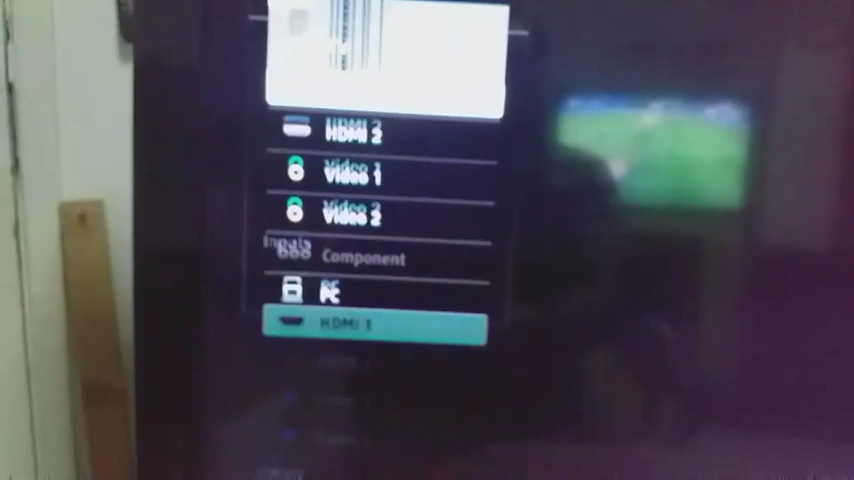 HDMI 2
Video 1
Video 2
Inputs
Component
PC
HDMI 1